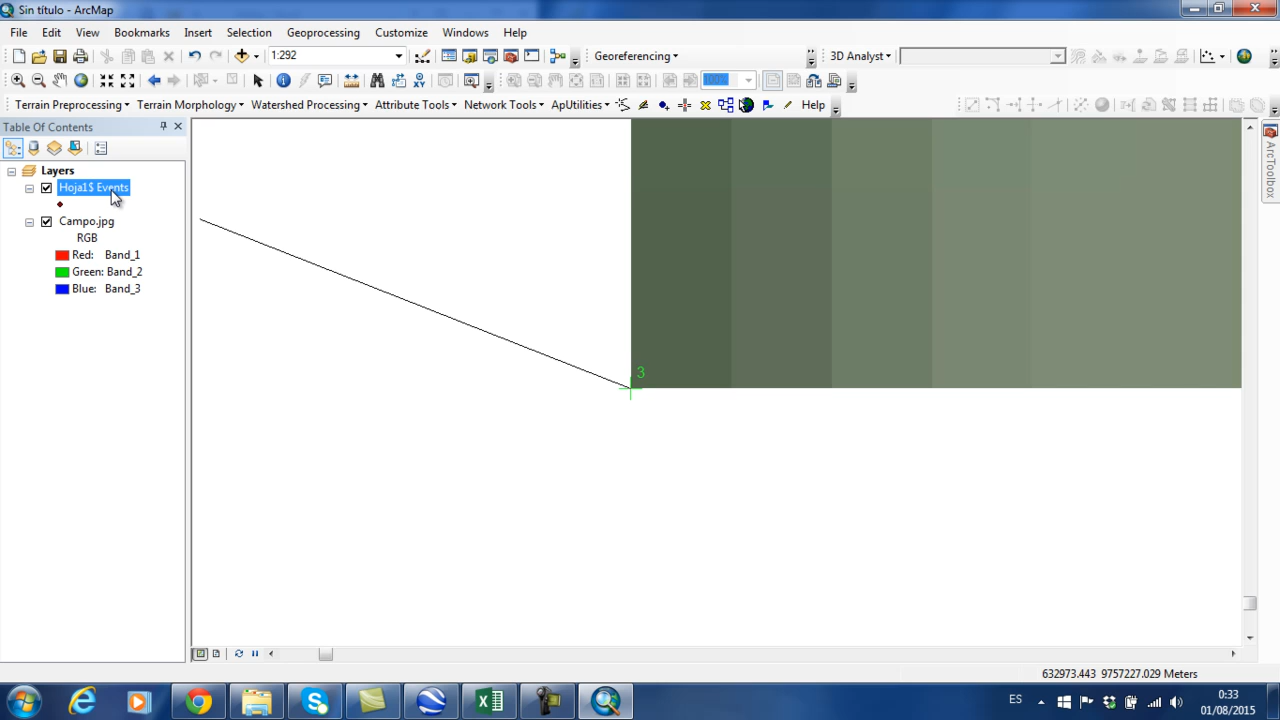 Sin título - ArcMap
File Edit View Bookmarks Insert Selection Geoprocessing Customize Windows Help
1:292 Georeferencing 3D Analyst
Terrain Preprocessing Terrain Morphology Watershed Processing Attribute Tools Network Tools ApUtilities Help
Table Of Contents
ArcToolbox
Layers
Hoja1$ Events
Campo.jpg
RGB
Red: Band_1
Green: Band_2
Blue: Band_3
3
632973.443 9757227.029 Meters
ES
0:33
01/08/2015